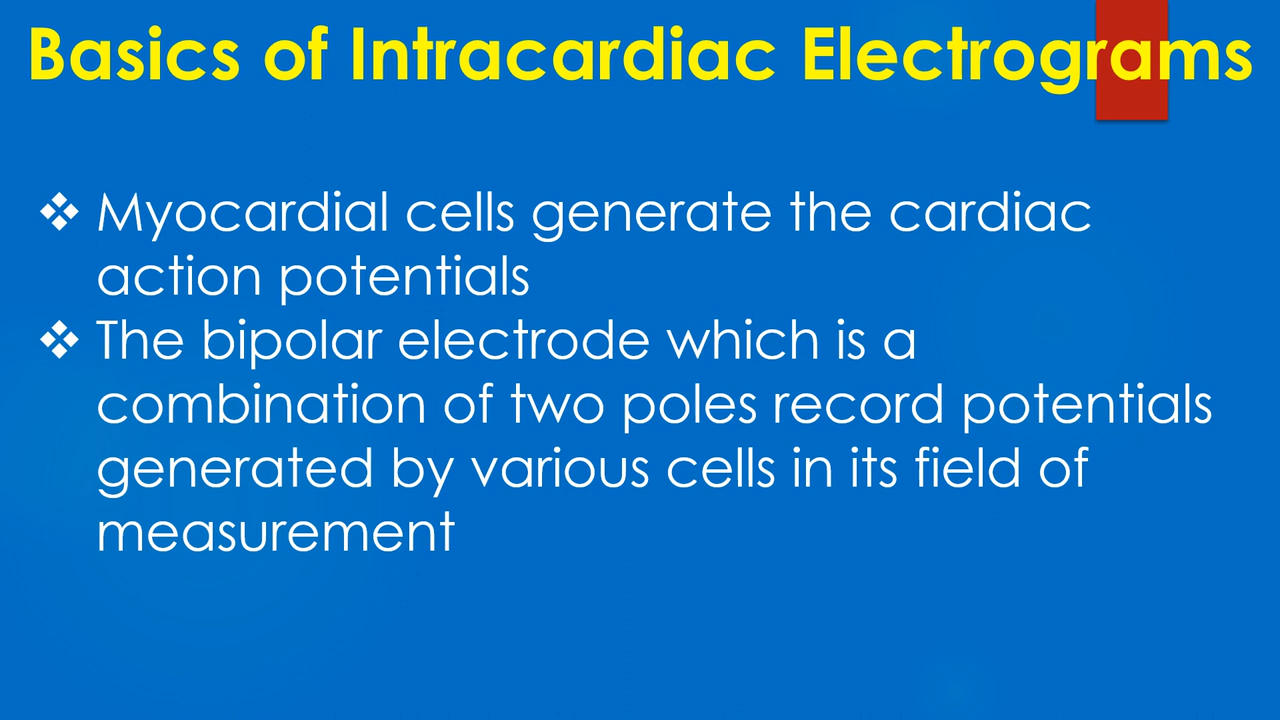 Basics of Intracardiac Electrograms
❖ Myocardial cells generate the cardiac
action potentials
❖ The bipolar electrode which is a
combination of two poles record potentials
generated by various cells in its field of
measurement